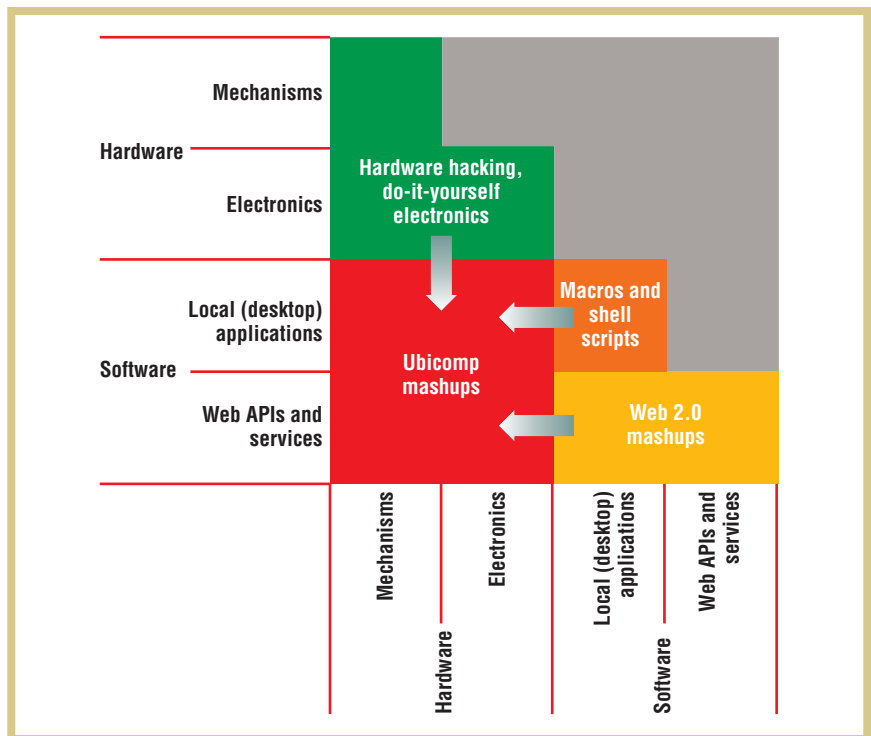 Mechanisms
Hardware
Electronics
Hardware hacking,
do-it-yourself
electronics
Local (desktop)
applications
Macros and
shell
scripts
Software
Ubicomp
mashups
Web APIs and
services
Web 2.0
mashups
Mechanisms
Electronics
Local (desktop)
applications
Web APIs and
services
Hardware
Software